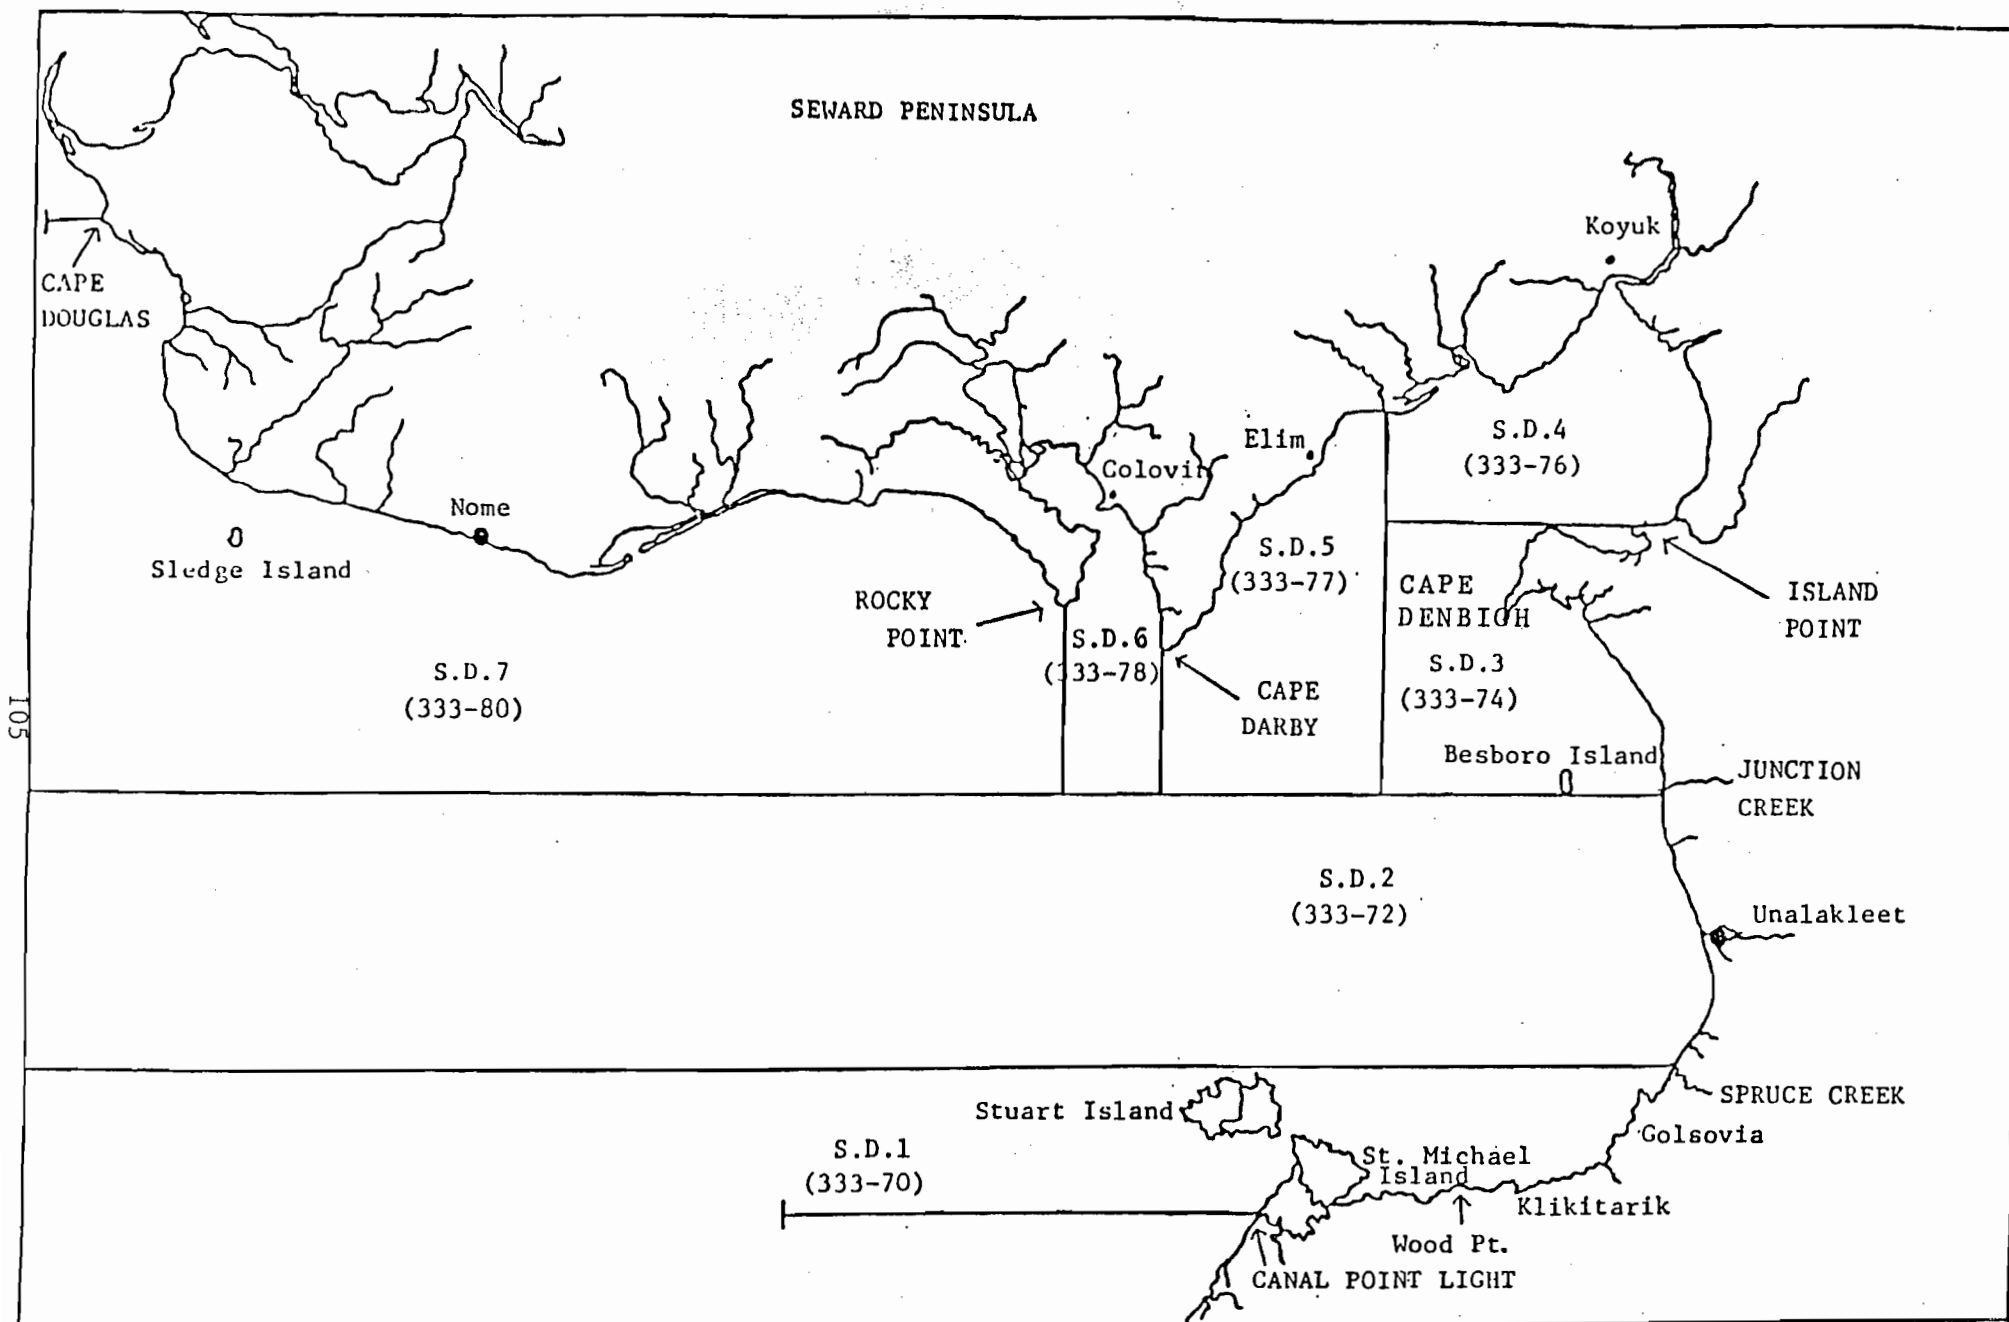 SEWARD PENINSULA
Koyuk
CAPE
DOUGLAS
S.D.4
(333-76)
Elim
Colovin
Nome
Sledge Island
S.D.5
(333-77)
CAPE
DENBIGH
ISLAND
POINT
ROCKY
POINT
S.D.6
(333-78)
S.D.3
(333-74)
S.D.7
(333-80)
CAPE
DARBY
105
Besboro Island
JUNCTION
CREEK
S.D.2
(333-72)
Unalakleet
SPRUCE CREEK
Stuart Island
Golsovia
S.D.1
(333-70)
St. Michael
Island
Klikitarik
Wood Pt.
CANAL POINT LIGHT